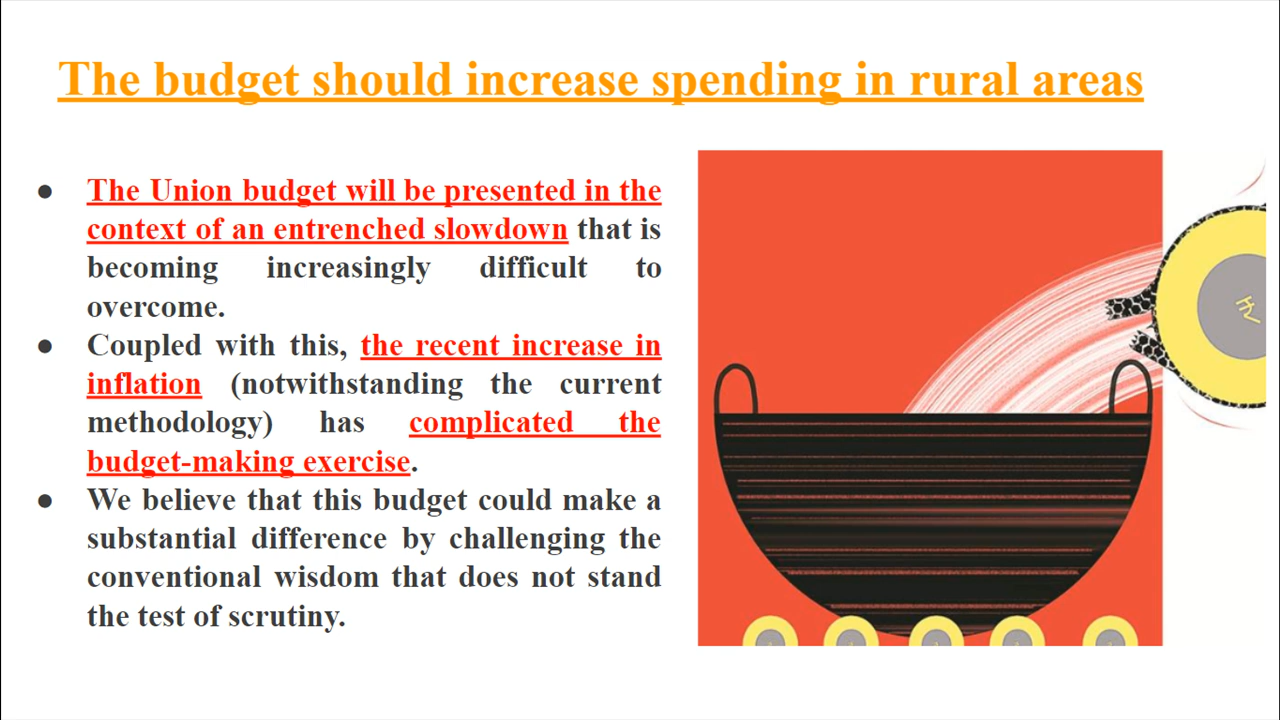 The budget should increase spending in rural areas
● The Union budget will be presented in the
context of an entrenched slowdown that is
becoming increasingly difficult to
overcome.
● Coupled with this, the recent increase in
inflation (notwithstanding the current
methodology) has complicated the
budget-making exercise.
● We believe that this budget could make a
substantial difference by challenging the
conventional wisdom that does not stand
the test of scrutiny.
₹